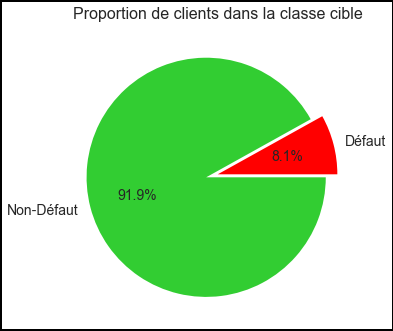 Proportion de clients dans la classe cible
Défaut
8.1%
91.9%
Non-Défaut